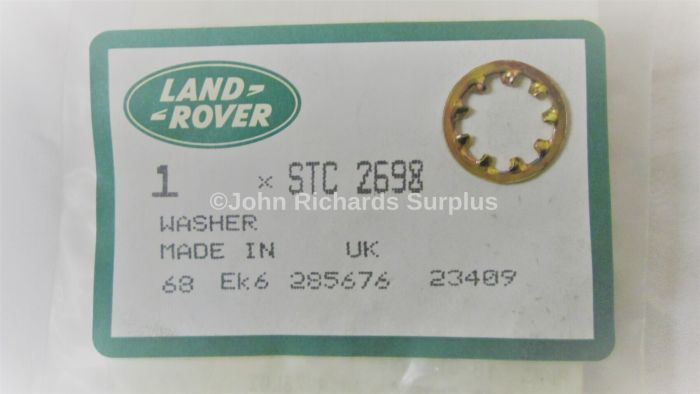 LAND-
-ROVER
1 x STC 2698
©John Richards Surplus
WASHER
MADE IN UK
68 Ek6 285676 23409